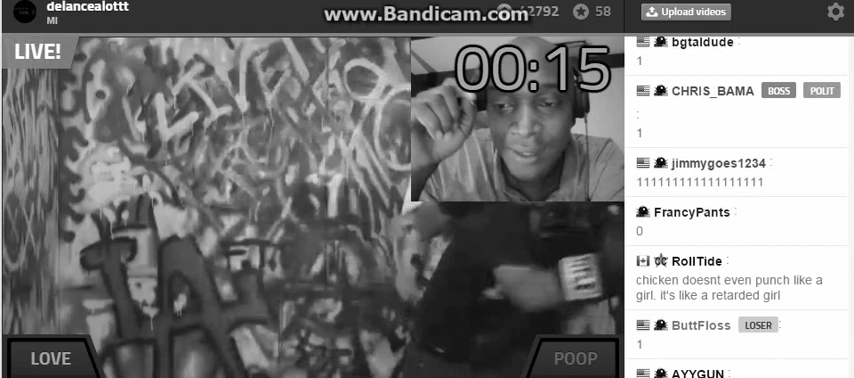 delancealottt
MI
www.Bandicam.com
42792
58
Upload videos
LIVE!
00:15
LOVE
POOP
bgtaldude :
1
CHRIS_BAMA BOSS POLIT
:
1
jimmygoes1234 :
111111111111111111
FrancyPants :
0
RollTide :
chicken doesnt even punch like a
girl. it's like a retarded girl
ButtFloss LOSER :
1
AYYGUN :